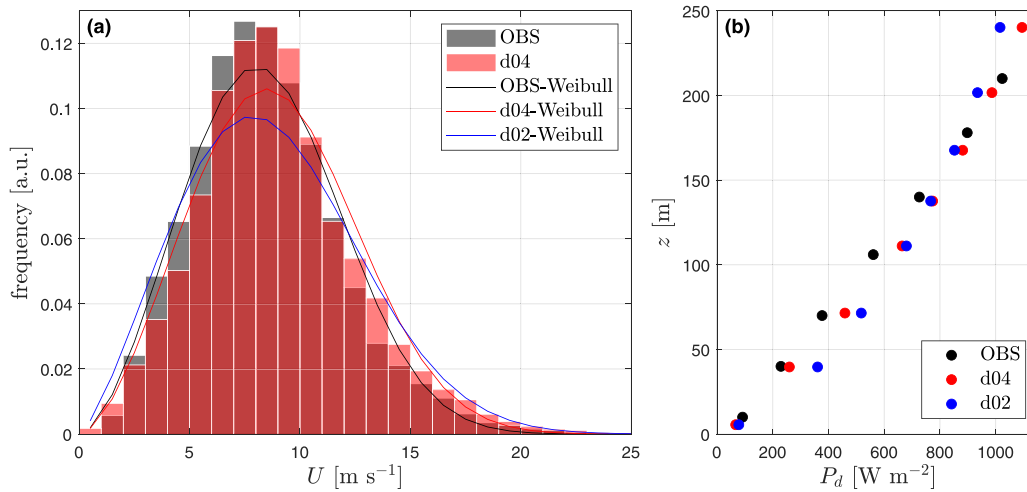 (a)
OBS
d04
OBS-Weibull
d04-Weibull
d02-Weibull
0.12
0.1
0.08
0.06
0.04
0.02
0
frequency [a.u.]
0 5 10 15 20 25
U [m s⁻¹]
(b)
250
200
150
100
50
0
z [m]
OBS
d04
d02
0 200 400 600 800 1000
P_d [W m⁻²]